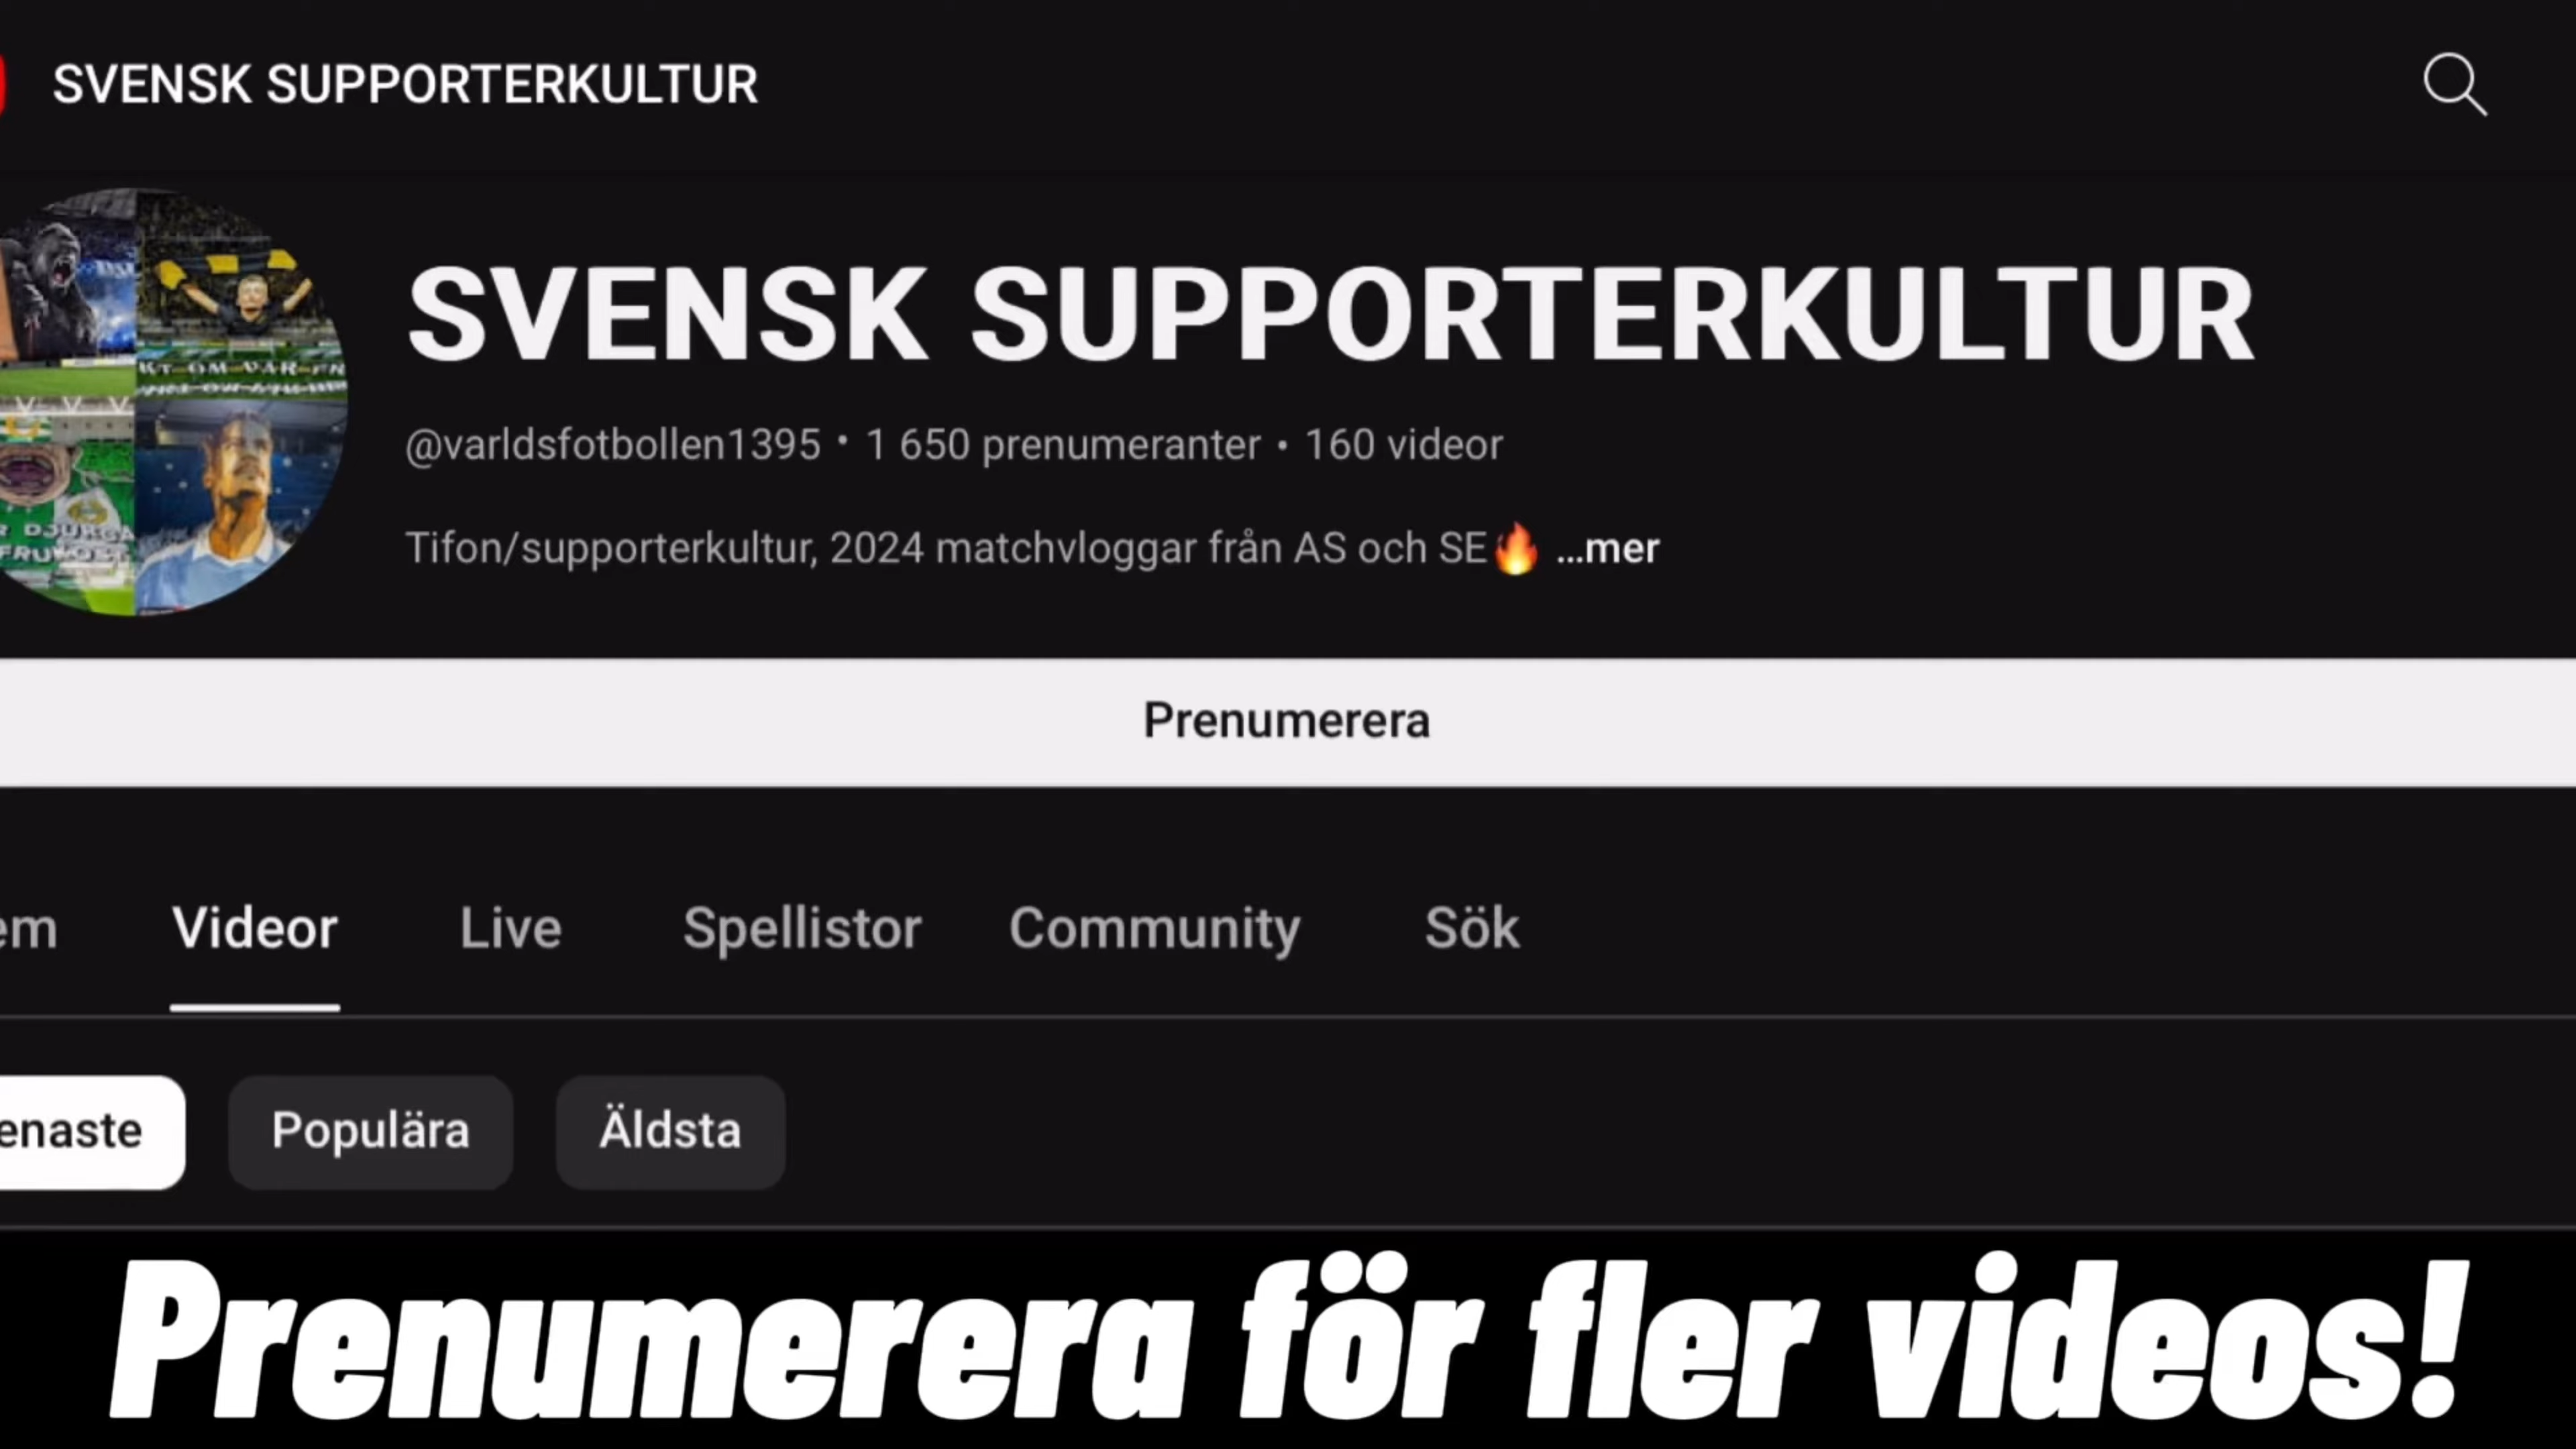 SVENSK SUPPORTERKULTUR
SVENSK SUPPORTERKULTUR
@varldsfotbollen1395 • 1 650 prenumeranter • 160 videor
Tifon/supporterkultur, 2024 matchvloggar från AS och SE🔥 ...mer
Prenumerera
em Videor Live Spellistor Community Sök
enaste Populära Äldsta
Prenumerera för fler videos!